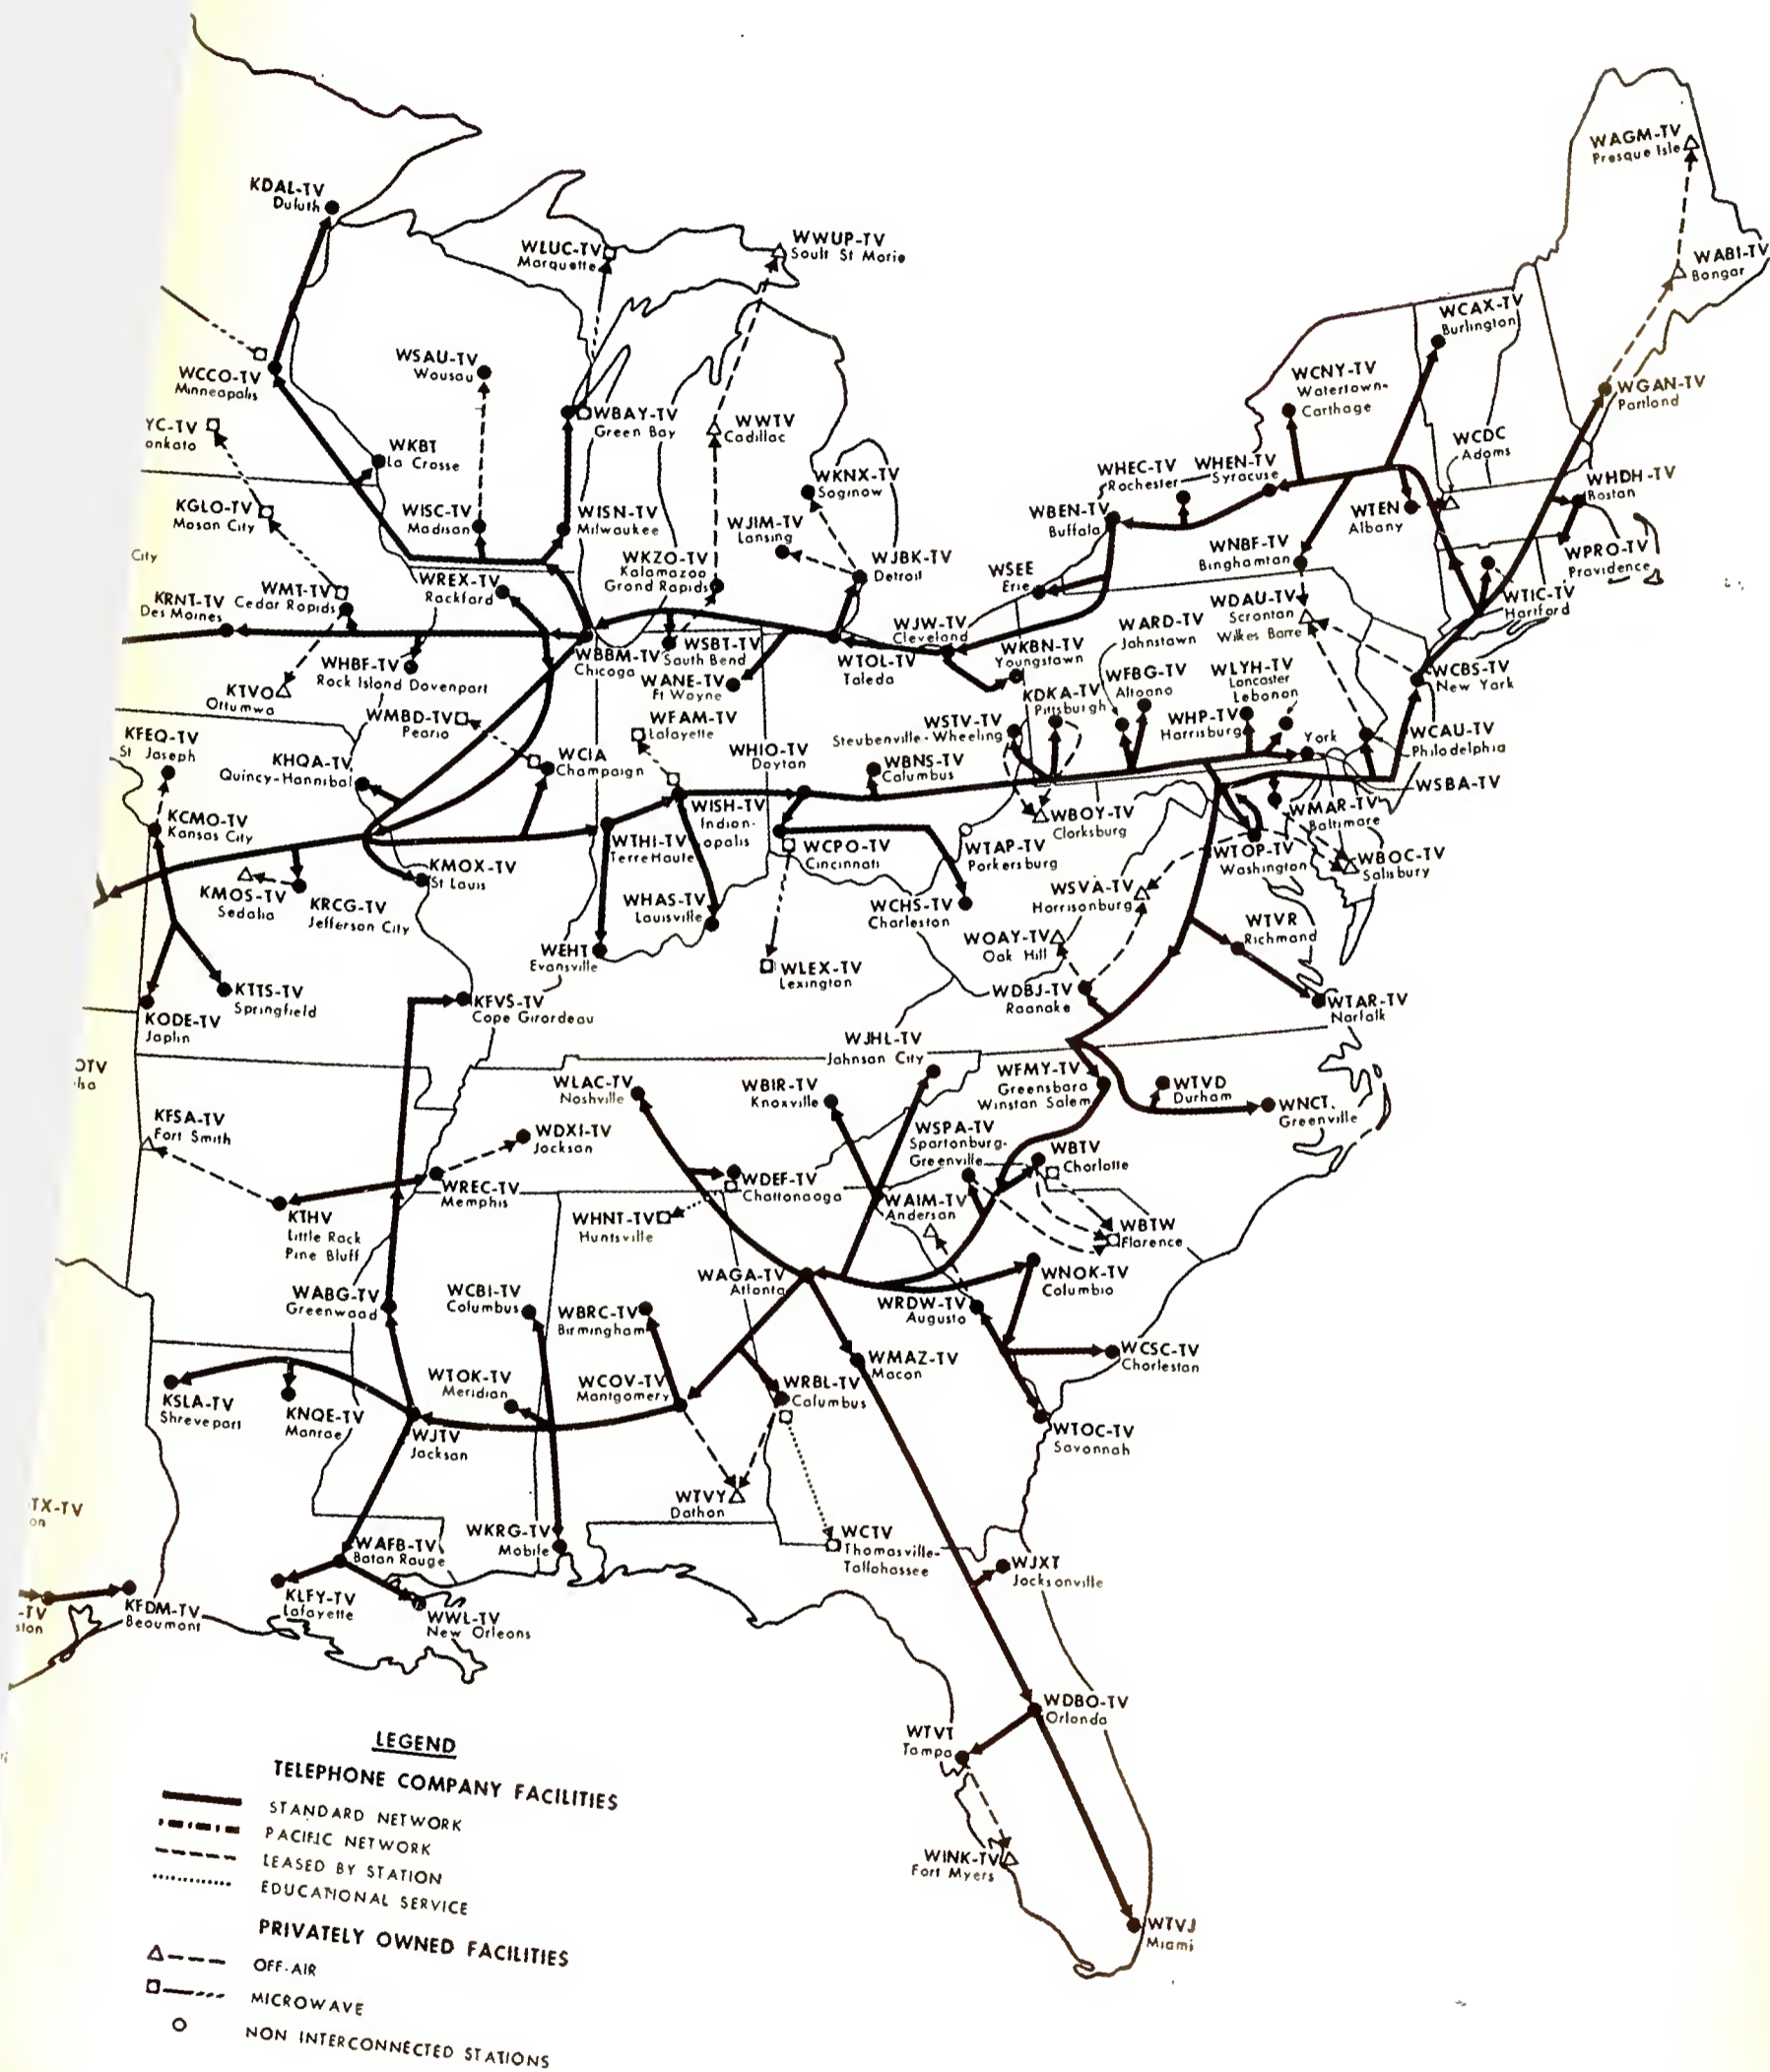 WAGM-TV
Presque Isle
KDAL-TV
Duluth
WLUC-TV
Marquette
WWUP-TV
Soult St Morie
WABI-TV
Bangor
WCAX-TV
Burlington
WCCO-TV
Minneapolis
WSAU-TV
Wousau
WCNY-TV
Watertown-
Carthage
WGAN-TV
Portland
YC-TV
ankato
WBAY-TV
Green Bay
WWTV
Cadillac
WKBT
La Crosse
WCDC
Adams
WKNX-TV
Soginow
WHEC-TV
Rochester
WHEN-TV
Syracuse
WHDH-TV
Boston
KGLO-TV
Mason City
WISC-TV
Madison
WISN-TV
Milwaukee
WJIM-TV
Lansing
WBEN-TV
Buffalo
WTEN
Albany
City
WKZO-TV
Kalamazoo
Grand Rapids
WJBK-TV
Detroit
WNBF-TV
Binghamton
WPRO-TV
Providence
WSEE
Erie
WREX-TV
Rockford
WMT-TV
Cedar Rapids
KRNT-TV
Des Moines
WTIC-TV
Hartford
WDAU-TV
Scranton
Wilkes Barre
WJW-TV
Cleveland
WARD-TV
Johnstown
WKBN-TV
Youngstown
WBBM-TV
Chicago
WSBT-TV
South Bend
WTOL-TV
Toledo
WHBF-TV
Rock Island Davenport
WANE-TV
Ft Wayne
WFBG-TV
Altoona
WLYH-TV
Lancaster
Lebanon
WCBS-TV
New York
KTVO
Ottumwa
KDKA-TV
Pittsburgh
WMBD-TV
Peoria
WFAM-TV
Lafayette
WSTV-TV
Steubenville-Wheeling
WHP-TV
Harrisburg
York
WCAU-TV
Philadelphia
KFEQ-TV
St Joseph
KHQA-TV
Quincy-Hannibal
WCIA
Champaign
WHIO-TV
Dayton
WBNS-TV
Columbus
WSBA-TV
KCMO-TV
Kansas City
WISH-TV
Indian-
apolis
WBOY-TV
Clarksburg
WMAR-TV
Baltimore
WTHI-TV
Terre Haute
WCPO-TV
Cincinnati
WTAP-TV
Parkersburg
WTOP-TV
Washington
WBOC-TV
Salisbury
KMOX-TV
St Louis
KMOS-TV
Sedalia
KRCG-TV
Jefferson City
WHAS-TV
Louisville
WCHS-TV
Charleston
WSVA-TV
Harrisonburg
WTVR
Richmond
WEHT
Evansville
WOAY-TV
Oak Hill
WLEX-TV
Lexington
KTTS-TV
Springfield
KODE-TV
Joplin
KFVS-TV
Cape Girardeau
WDBJ-TV
Roanoke
WTAR-TV
Norfolk
WJHL-TV
Johnson City
OTV
lsa
WLAC-TV
Nashville
WBIR-TV
Knoxville
WFMY-TV
Greensboro
Winston Salem
WTVD
Durham
WNCT.
Greenville
KFSA-TV
Fort Smith
WDXI-TV
Jackson
WSPA-TV
Spartonburg-
Greenville
WBTV
Charlotte
WREC-TV
Memphis
WDEF-TV
Chattanooga
KTHV
Little Rock
Pine Bluff
WHNT-TV
Huntsville
WAIM-TV
Anderson
WBTW
Florence
WABG-TV
Greenwood
WCBI-TV
Columbus
WBRC-TV
Birmingham
WAGA-TV
Atlanta
WNOK-TV
Columbia
WRDW-TV
Augusta
WCSC-TV
Charleston
KSLA-TV
Shreveport
KNOE-TV
Monroe
WTOK-TV
Meridian
WCOV-TV
Montgomery
WMAZ-TV
Macon
WRBL-TV
Columbus
WJTV
Jackson
WTOC-TV
Savannah
TX-TV
on
WTVY
Dothan
WAFB-TV
Baton Rouge
WKRG-TV
Mobile
WCTV
Thomasville-
Tallahassee
WJXT
Jacksonville
-TV
ston
KFDM-TV
Beaumont
KLFY-TV
Lafayette
WWL-TV
New Orleans
WDBO-TV
Orlando
WTVT
Tampa
WINK-TV
Fort Myers
WTVJ
Miami
LEGEND
TELEPHONE COMPANY FACILITIES
STANDARD NETWORK
PACIFIC NETWORK
LEASED BY STATION
EDUCATIONAL SERVICE
PRIVATELY OWNED FACILITIES
OFF-AIR
MICROWAVE
NON INTERCONNECTED STATIONS